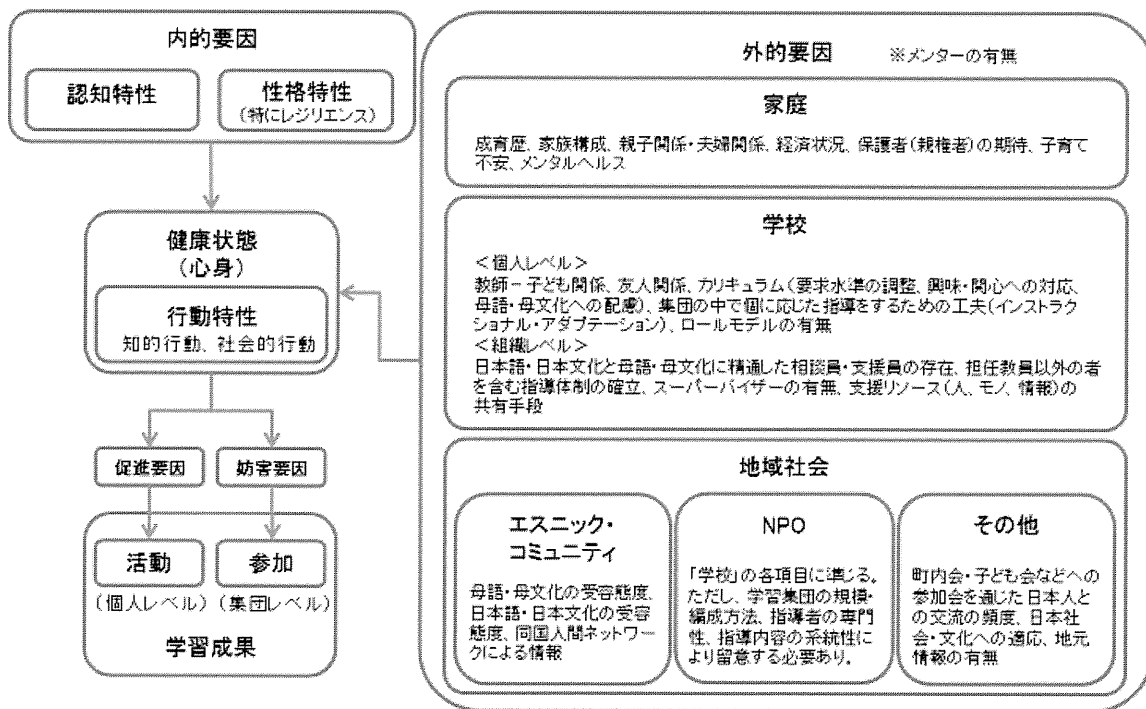 内的要因
認知特性
性格特性
(特にレジリエンス)
健康状態
(心身)
行動特性
知的行動、社会的行動
促進要因
妨害要因
活動
参加
(個人レベル)
(集団レベル)
学習成果
外的要因
※メンターの有無
家庭
成育歴、家族構成、親子関係・夫婦関係、経済状況、保護者(親権者)の期待、子育て
不安、メンタルヘルス
学校
<個人レベル>
教師-子ども関係、友人関係、カリキュラム(要求水準の調整、興味・関心への対応、
母語・母文化への配慮)、集団の中で個に応じた指導をするための工夫(インストラク
ショナル・アダプテーション)、ロールモデルの有無
<組織レベル>
日本語・日本文化と母語・母文化に精通した相談員・支援員の存在、担任教員以外の者
を含む指導体制の確立、スーパーバイザーの有無、支援リソース(人、モノ、情報)の
共有手段
地域社会
エスニック・
コミュニティ
母語・母文化の受容態度、
日本語・日本文化の受容
態度、同国人間ネットワー
クによる情報
NPO
「学校」の各項目に準じる。
ただし、学習集団の規模・
編成方法、指導者の専門
性、指導内容の系統性に
より留意する必要あり。
その他
町内会・子ども会などへの
参加会を通じた日本人と
の交流の頻度、日本社
会・文化への適応、地元
情報の有無